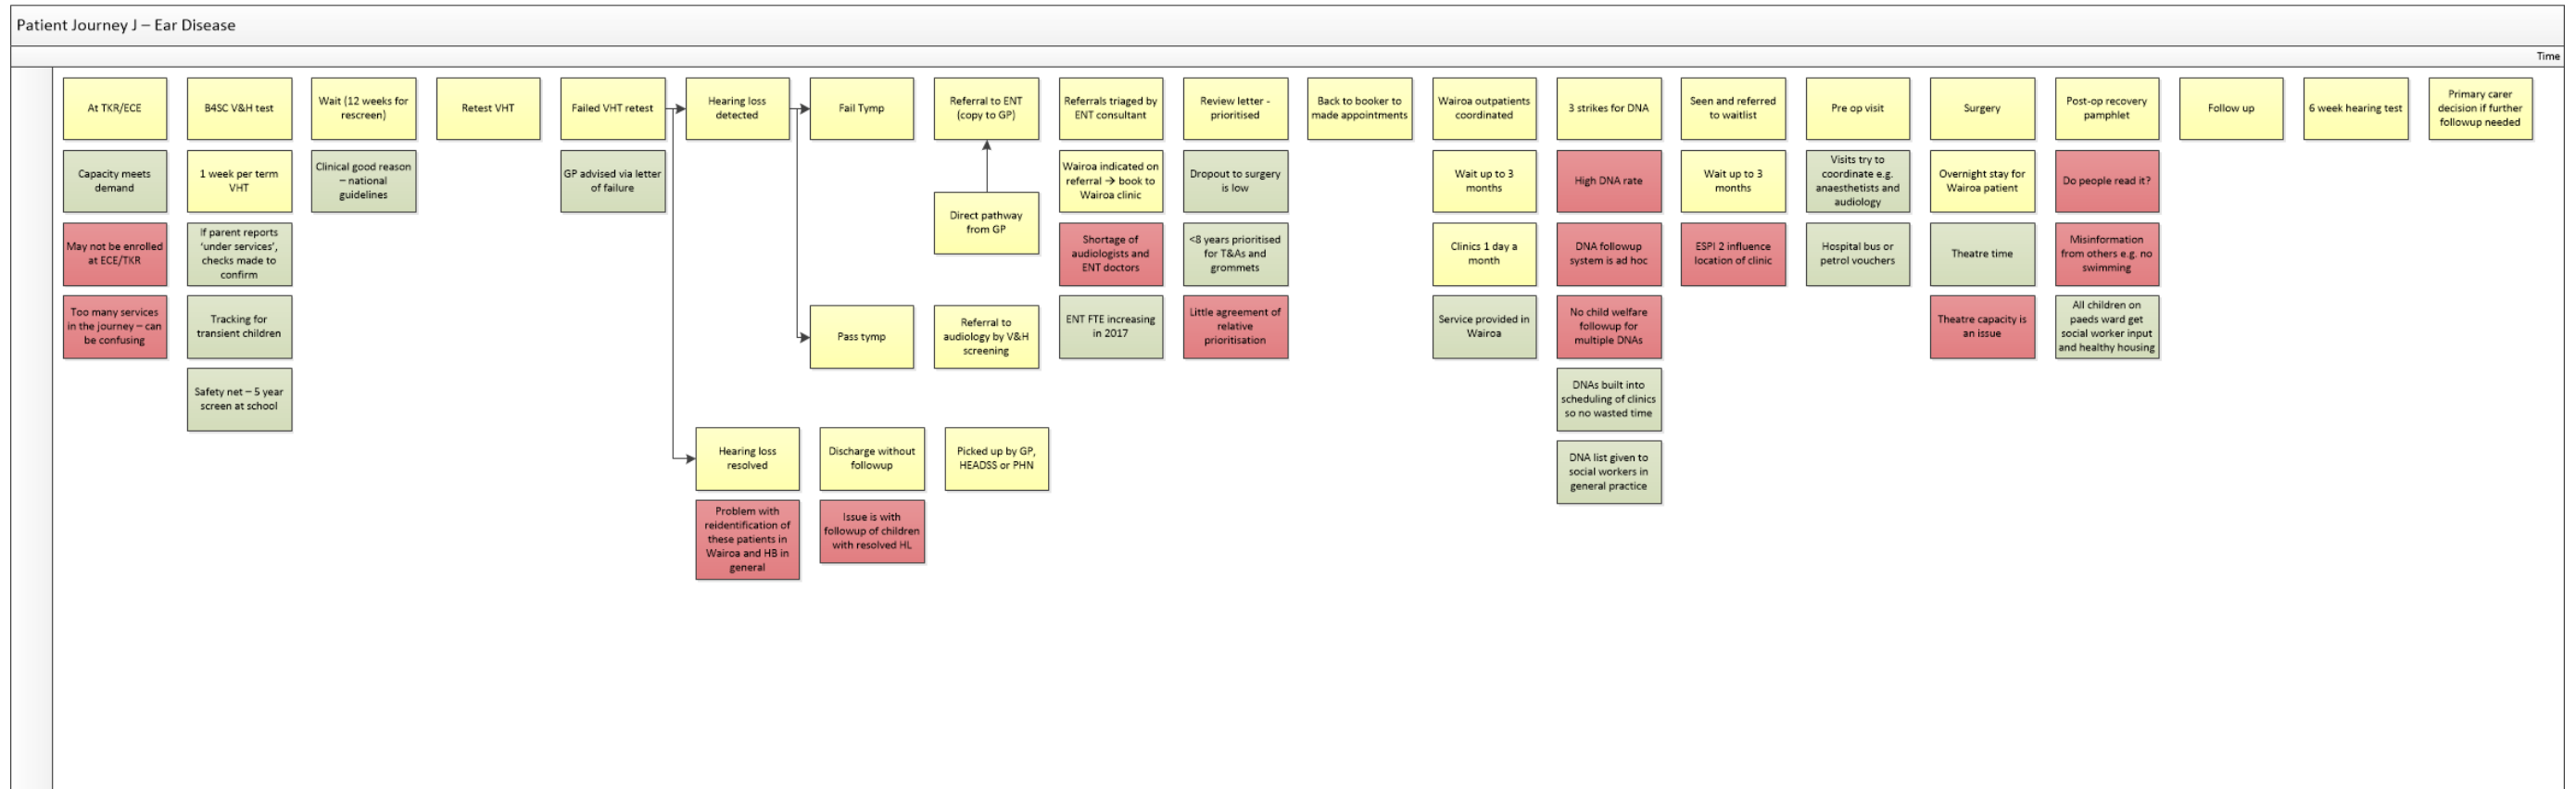 Patient Journey J – Ear Disease
Time
At TKR/ECE
B4SC V&H test
Wait (12 weeks for
rescreen)
Retest VHT
Failed VHT retest
Hearing loss
detected
Fail Tymp
Referral to ENT
(copy to GP)
Referrals triaged by
ENT consultant
Review letter -
prioritised
Back to booker to
made appointments
Wairoa outpatients
coordinated
3 strikes for DNA
Seen and referred
to waitlist
Pre op visit
Surgery
Post-op recovery
pamphlet
Follow up
6 week hearing test
Primary carer
decision if further
followup needed
Capacity meets
demand
1 week per term
VHT
Clinical good reason
– national
guidelines
GP advised via letter
of failure
Direct pathway
from GP
Wairoa indicated on
referral → book to
Wairoa clinic
Dropout to surgery
is low
Wait up to 3
months
High DNA rate
Wait up to 3
months
Visits try to
coordinate e.g.
anaesthetists and
audiology
Overnight stay for
Wairoa patient
Do people read it?
May not be enrolled
at ECE/TKR
If parent reports
‘under services’,
checks made to
confirm
Shortage of
audiologists and
ENT doctors
<8 years prioritised
for T&As and
grommets
Clinics 1 day a
month
DNA followup
system is ad hoc
ESPI 2 influence
location of clinic
Hospital bus or
petrol vouchers
Theatre time
Misinformation
from others e.g. no
swimming
Too many services
in the journey – can
be confusing
Tracking for
transient children
Pass tymp
Referral to
audiology by V&H
screening
ENT FTE increasing
in 2017
Little agreement of
relative
prioritisation
Service provided in
Wairoa
No child welfare
followup for
multiple DNAs
Theatre capacity is
an issue
All children on
paeds ward get
social worker input
and healthy housing
Safety net – 5 year
screen at school
DNAs built into
scheduling of clinics
so no wasted time
Hearing loss
resolved
Discharge without
followup
Picked up by GP,
HEADSS or PHN
DNA list given to
social workers in
general practice
Problem with
reidentification of
these patients in
Wairoa and HB in
general
Issue is with
followup of children
with resolved HL